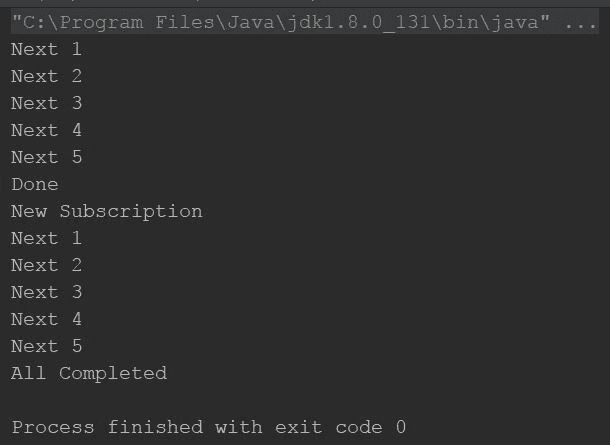 "C:\Program Files\Java\jdk1.8.0_131\bin\java" ...
Next 1
Next 2
Next 3
Next 4
Next 5
Done
New Subscription
Next 1
Next 2
Next 3
Next 4
Next 5
All Completed
Process finished with exit code 0